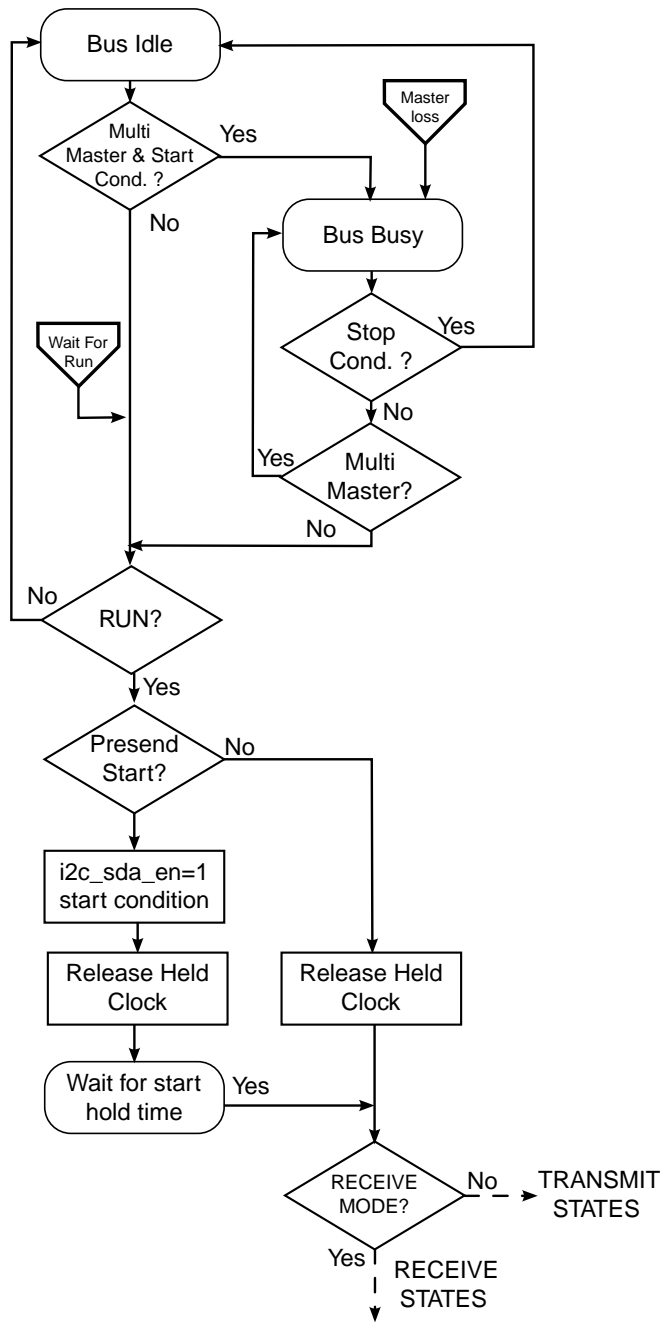 Bus Idle
Master
loss
Multi
Master & Start
Cond. ?
Yes
No
Bus Busy
Wait For
Run
Stop
Cond. ?
Yes
No
Multi
Master?
Yes
No
RUN?
No
Yes
Presend
Start?
No
i2c_sda_en=1
start condition
Release Held
Clock
Release Held
Clock
Wait for start
hold time
Yes
RECEIVE
MODE?
No
TRANSMIT
STATES
Yes
RECEIVE
STATES